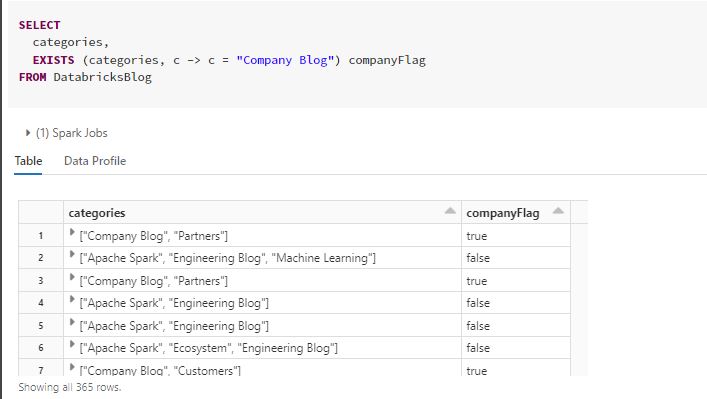 SELECT
categories,
EXISTS (categories, c -> c = "Company Blog") companyFlag
FROM DatabricksBlog
(1) Spark Jobs
Table Data Profile
categories companyFlag
1 ["Company Blog", "Partners"] true
2 ["Apache Spark", "Engineering Blog", "Machine Learning"] false
3 ["Company Blog", "Partners"] true
4 ["Apache Spark", "Engineering Blog"] false
5 ["Apache Spark", "Engineering Blog"] false
6 ["Apache Spark", "Ecosystem", "Engineering Blog"] false
7 ["Company Blog", "Customers"] true
Showing all 365 rows.